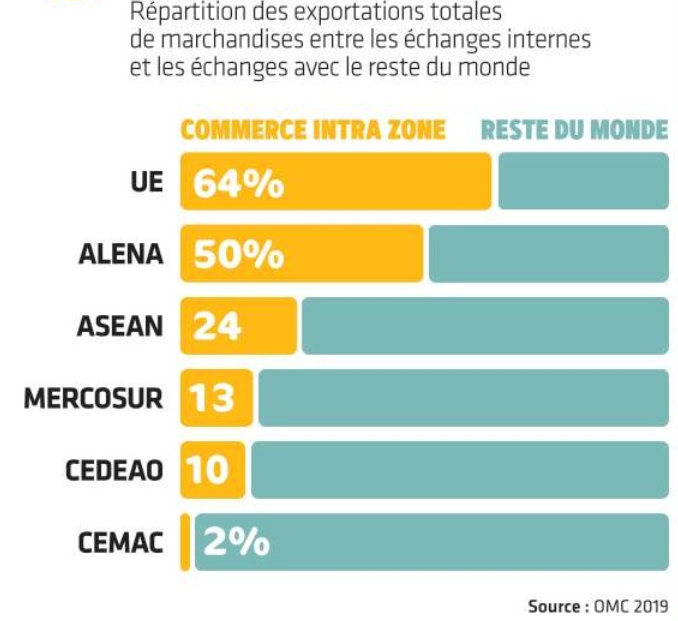 Répartition des exportations totales
de marchandises entre les échanges internes
et les échanges avec le reste du monde
COMMERCE INTRA ZONE RESTE DU MONDE
UE 64%
ALENA 50%
ASEAN 24
MERCOSUR 13
CEDEAO 10
CEMAC 2%
Source : OMC 2019